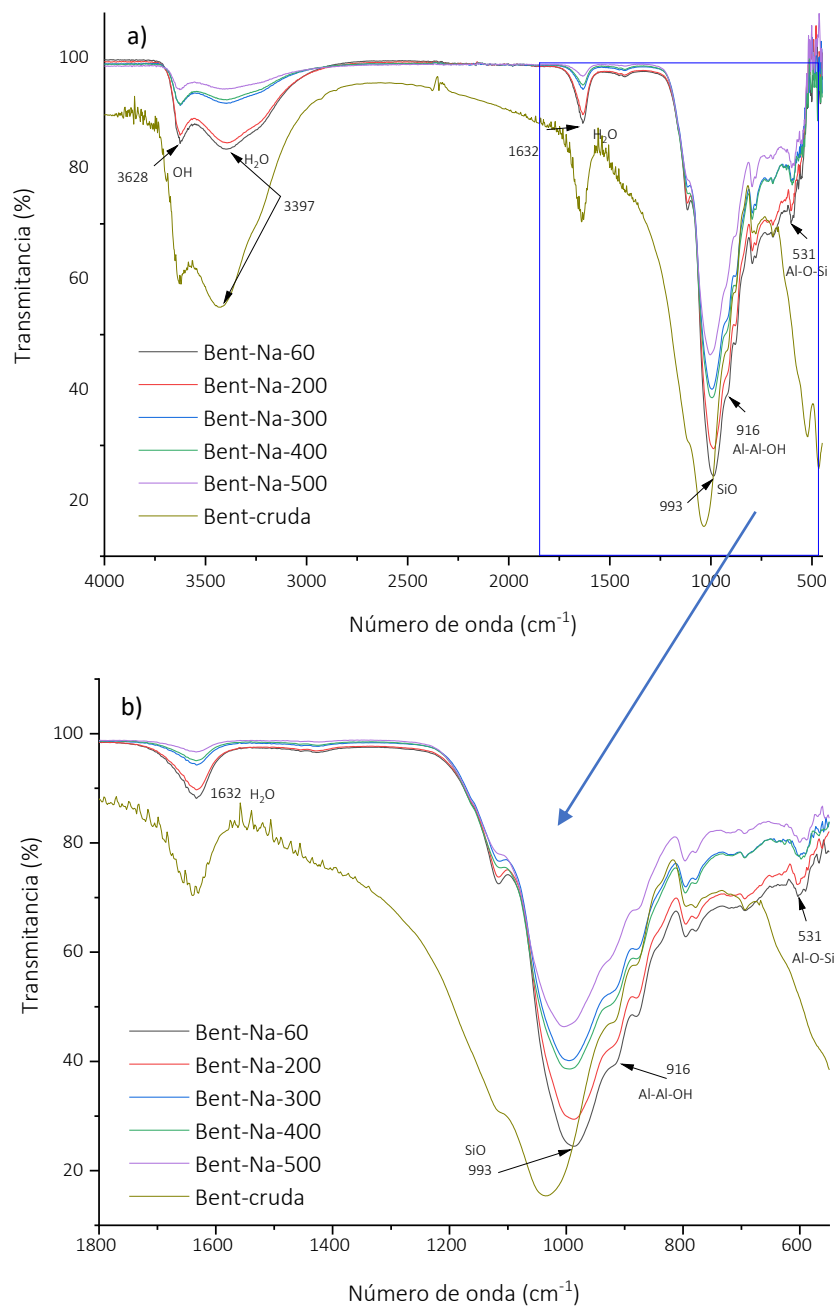 a)
100
80
60
40
20
Transmitancia (%)
3628
OH
H2O
3397
1632
H2O
531
Al-O-Si
916
Al-Al-OH
993
SiO
Bent-Na-60
Bent-Na-200
Bent-Na-300
Bent-Na-400
Bent-Na-500
Bent-cruda
4000 3500 3000 2500 2000 1500 1000 500
Número de onda (cm⁻¹)
b)
100
80
60
40
20
Transmitancia (%)
1632 H2O
531
Al-O-Si
916
Al-Al-OH
SiO
993
Bent-Na-60
Bent-Na-200
Bent-Na-300
Bent-Na-400
Bent-Na-500
Bent-cruda
1800 1600 1400 1200 1000 800 600
Número de onda (cm⁻¹)